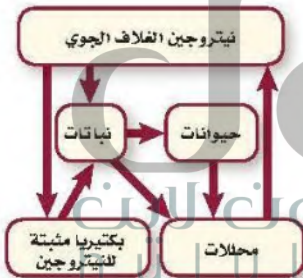 نيتروجين الغلاف الجوي
نباتات
حيوانات
بكتيريا مثبتة
للنيتروجين
محللات